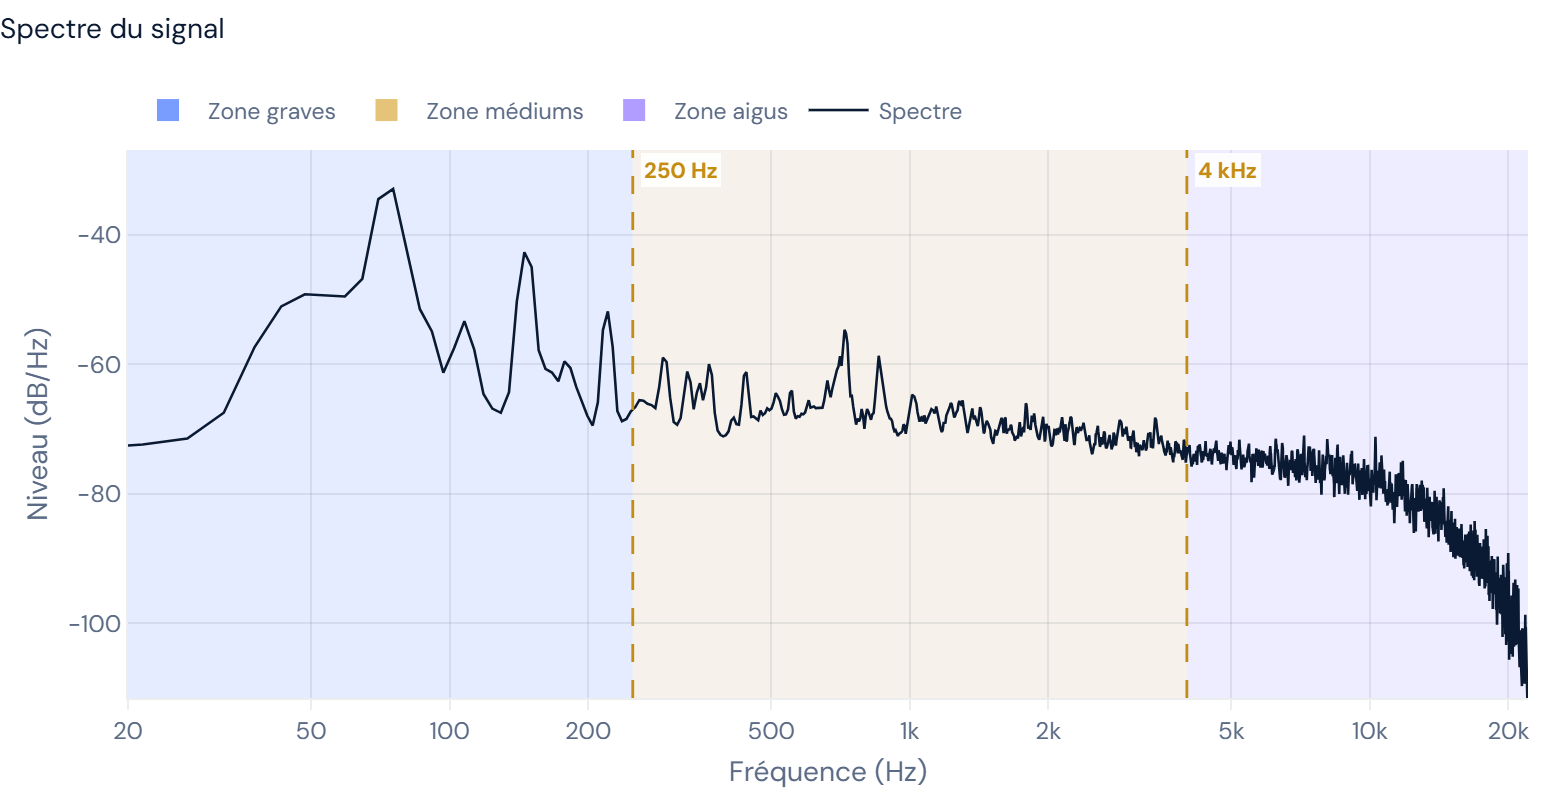 Spectre du signal
Zone graves Zone médiums Zone aigus Spectre
250 Hz 4 kHz
−40
−60
−80
−100
Niveau (dB/Hz)
20 50 100 200 500 1k 2k 5k 10k 20k
Fréquence (Hz)